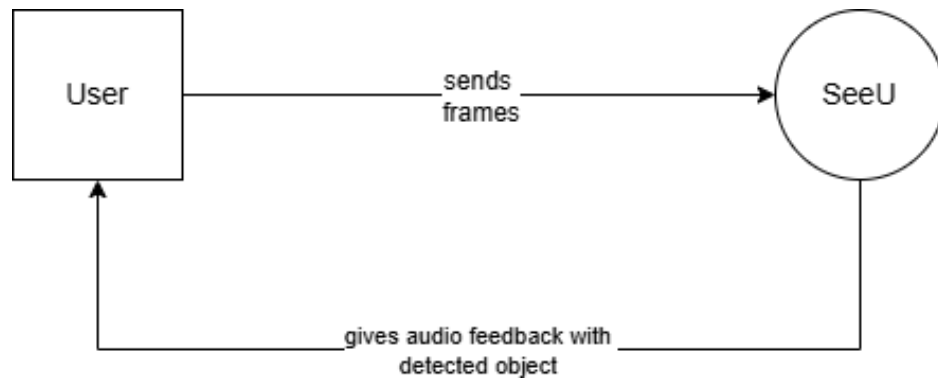 User
sends
frames
SeeU
gives audio feedback with
detected object